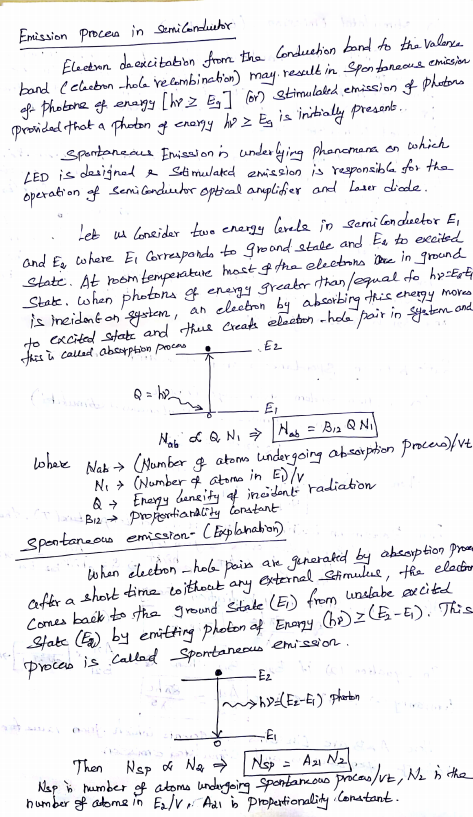 Emission Process in Semiconductor
Electron deexcitation from the Conduction band to the Valence
band (electron-hole recombination) may result in Spontaneous emission
of photons of energy [hν ≥ Eg] (or) Stimulated emission of photons
provided that a photon of energy hν ≥ Eg is initially present.
Spontaneous Emission is underlying phenomena on which
LED is designed & Stimulated emission is responsible for the
operation of Semiconductor optical amplifier and Laser diode.
Let us Consider two energy levels in Semiconductor E1
and E2 where E1 Corresponds to ground state and E2 to excited
State. At room temperature most of the electrons are in ground
State. When photons of energy greater than/equal to hν=E2-E1
is incident on system, an electron by absorbing this energy moves
to excited state and thus creats electron-hole pair in system and
this is called absorption process
E2
Q = hν
E1
Nab ∝ Q N1 ⇒ Nab = B12 Q N1
Where Nab → (Number of atoms undergoing absorption process)/Vt
N1 → (Number of atoms in E1)/V
Q → Energy density of incident radiation
B12 → Proportionality Constant
Spontaneous emission- (Explanation)
When electron-hole pairs are generated by absorption proces
after a short time without any external Stimulus, the electron
Comes back to the ground State (E1) from unstabe excited
State (E2) by emitting photon of Energy (hν) ≥ (E2-E1). This
process is called Spontaneous emission.
E2
hν=(E2-E1) Photon
E1
Then Nsp ∝ N2 ⇒ Nsp = A21 N2
Nsp is number of atoms undergoing Spontaneous process/Vt, N2 is the
number of atoms in E2/V, A21 is Proportionality Constant.